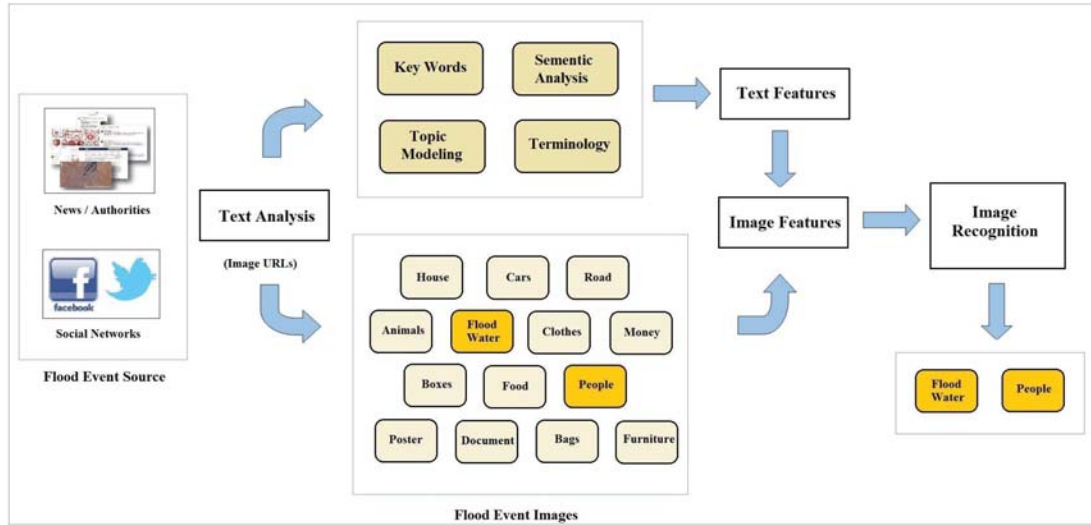 News / Authorities
facebook
Social Networks
Flood Event Source
Text Analysis
(Image URLs)
Key Words
Sementic
Analysis
Topic
Modeling
Terminology
Text Features
Image Features
Image
Recognition
House
Cars
Road
Animals
Flood
Water
Clothes
Money
Boxes
Food
People
Poster
Document
Bags
Furniture
Flood Event Images
Flood
Water
People